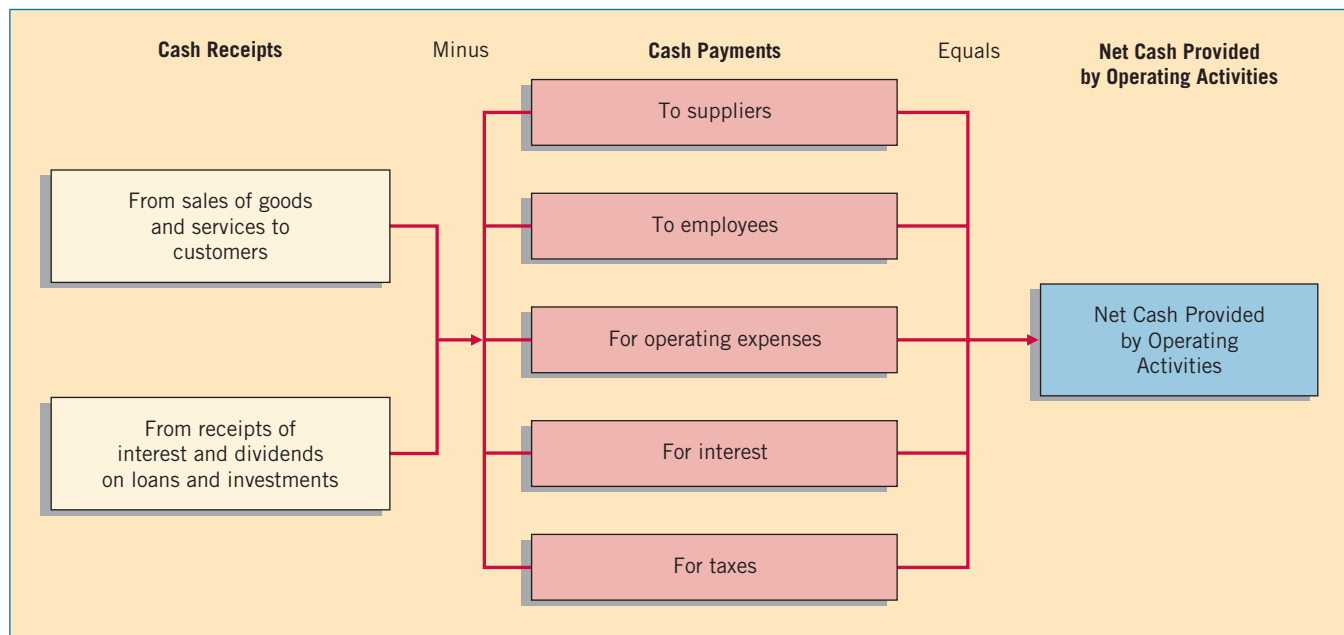 Cash Receipts
Minus
Cash Payments
Equals
Net Cash Provided
by Operating Activities
From sales of goods
and services to
customers
From receipts of
interest and dividends
on loans and investments
To suppliers
To employees
For operating expenses
For interest
For taxes
Net Cash Provided
by Operating
Activities